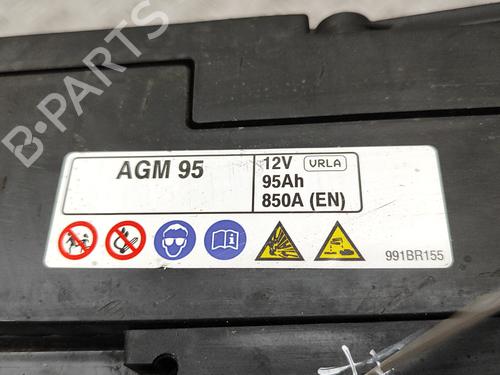 B-PARTS
AGM 95
12V VRLA
95Ah
850A (EN)
991BR155